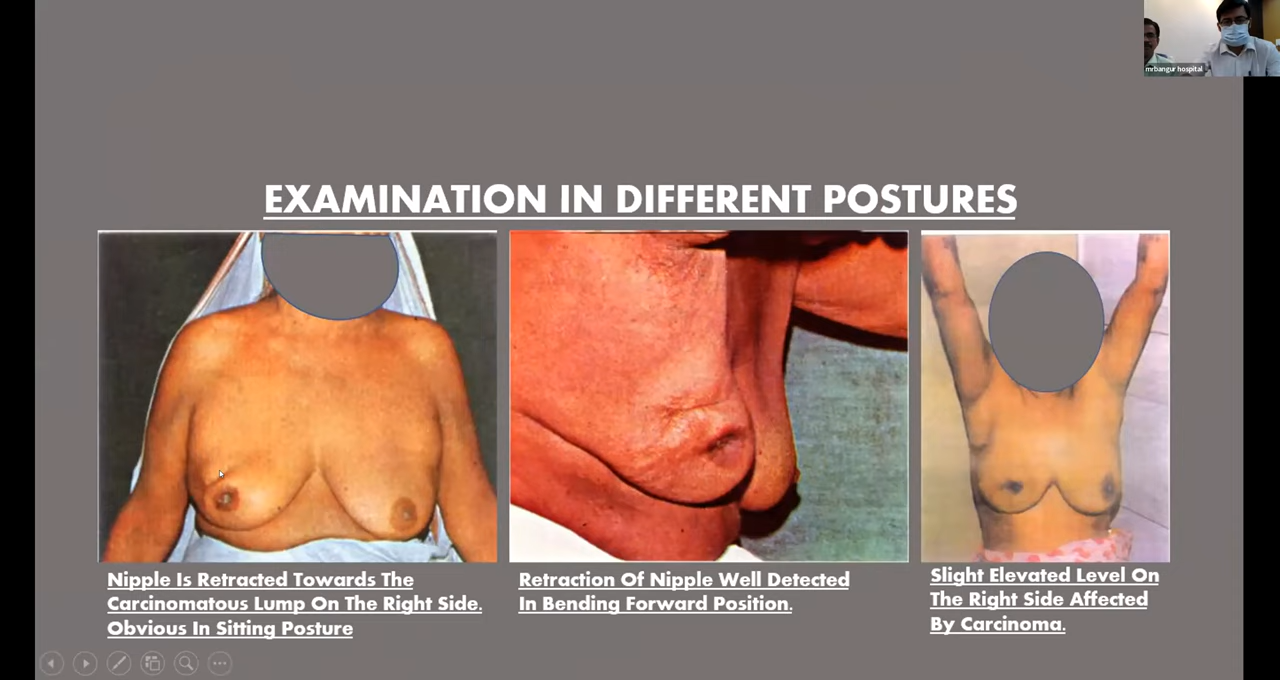 mrbangur hospital
EXAMINATION IN DIFFERENT POSTURES
Nipple Is Retracted Towards The
Carcinomatous Lump On The Right Side.
Obvious In Sitting Posture
Retraction Of Nipple Well Detected
In Bending Forward Position.
Slight Elevated Level On
The Right Side Affected
By Carcinoma.